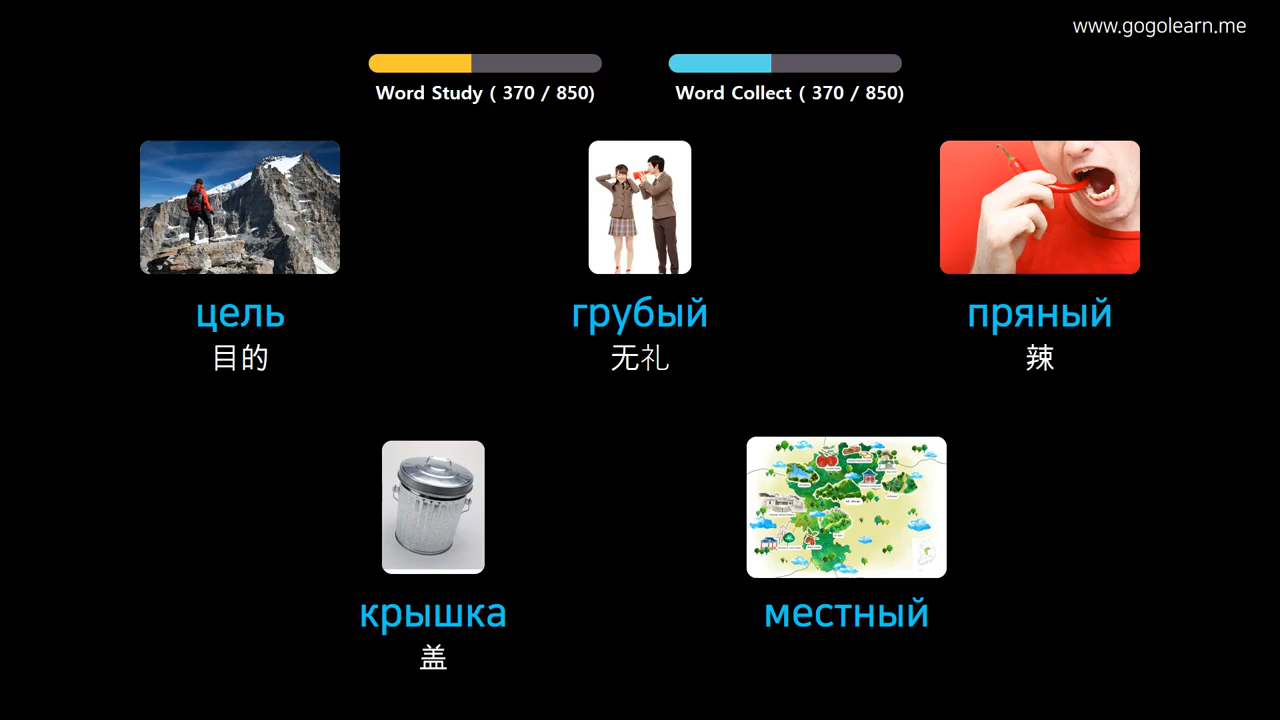 www.gogolearn.me
Word Study ( 370 / 850)
Word Collect ( 370 / 850)
цель
грубый
пряный
目的
无礼
辣
крышка
местный
盖